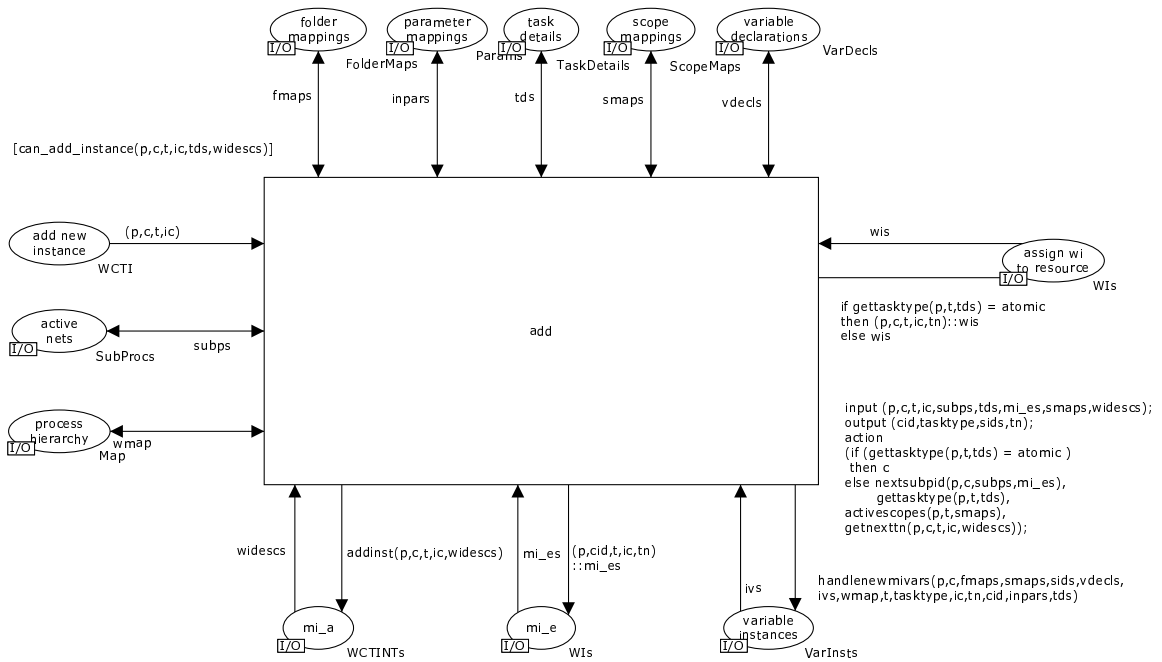 folder
mappings
I/O
FolderMaps
fmaps
parameter
mappings
I/O
Params
inpars
task
details
I/O
TaskDetails
tds
scope
mappings
I/O
ScopeMaps
smaps
variable
declarations
I/O
VarDecls
vdecls
[can_add_instance(p,c,t,ic,tds,widescs)]
add new
instance
WCTI
(p,c,t,ic)
active
nets
I/O
SubProcs
subps
process
hierarchy
I/O
Map
wmap
add
wis
assign wi
to resource
I/O
WIs
if gettasktype(p,t,tds) = atomic
then (p,c,t,ic,tn)::wis
else wis
input (p,c,t,ic,subps,tds,mi_es,smaps,widescs);
output (cid,tasktype,sids,tn);
action
(if (gettasktype(p,t,tds) = atomic )
then c
else nextsubpid(p,c,subps,mi_es),
gettasktype(p,t,tds),
activescopes(p,t,smaps),
getnexttn(p,c,t,ic,widescs));
widescs
addinst(p,c,t,ic,widescs)
mi_a
I/O
WCTINTs
mi_es
(p,cid,t,ic,tn)
::mi_es
mi_e
I/O
WIs
ivs
handlenewmivars(p,c,fmaps,smaps,sids,vdecls,
ivs,wmap,t,tasktype,ic,tn,cid,inpars,tds)
variable
instances
I/O
VarInsts